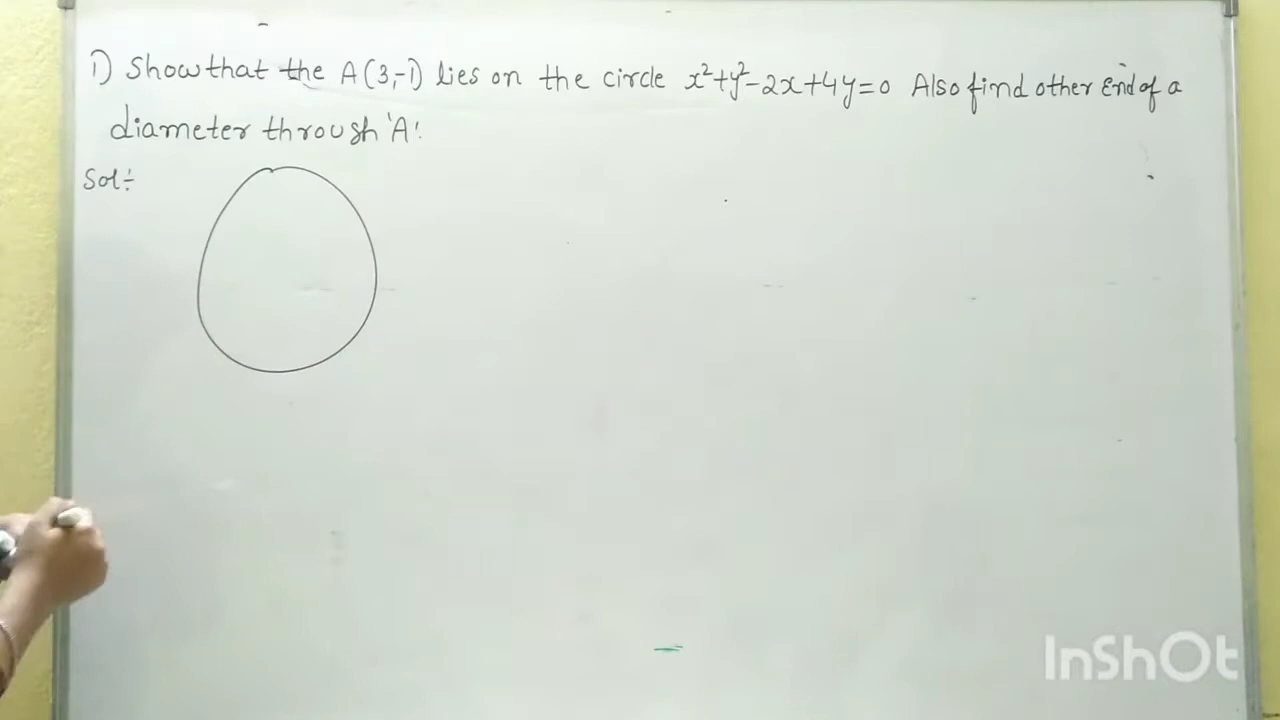 1) Show that the A(3,-1) lies on the circle x²+y²-2x+4y=0 Also find other End of a
diameter throush 'A'.
Sol÷
InShOt